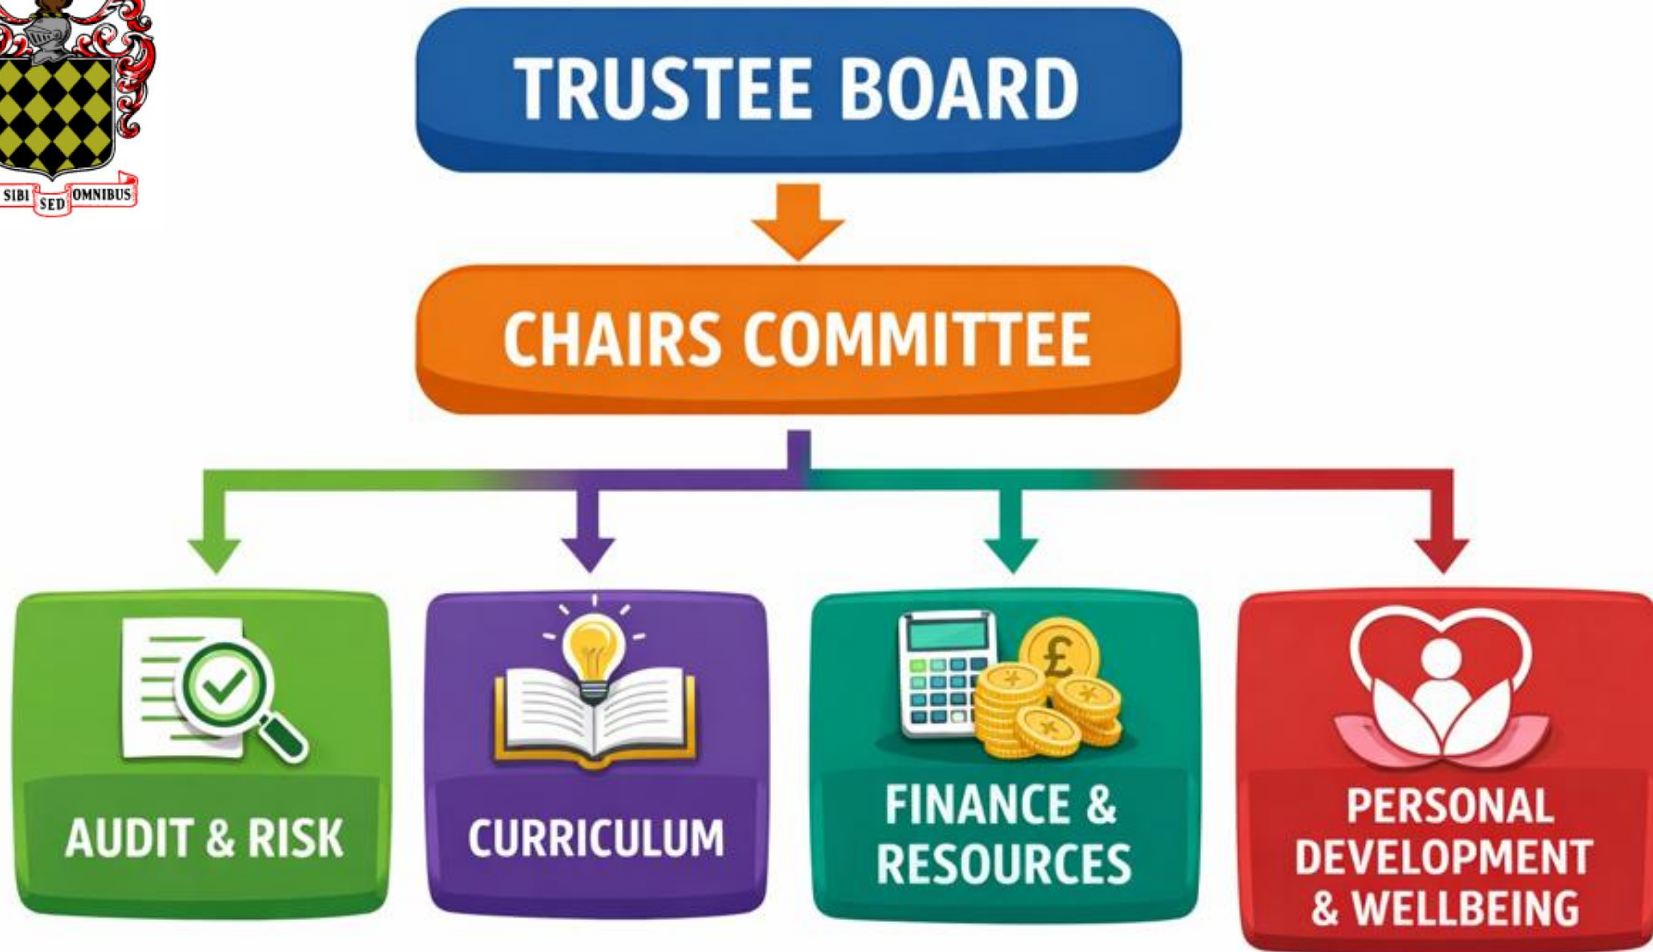 SIBI SED OMNIBUS
TRUSTEE BOARD
CHAIRS COMMITTEE
AUDIT & RISK
CURRICULUM
£
FINANCE &
RESOURCES
PERSONAL
DEVELOPMENT
& WELLBEING